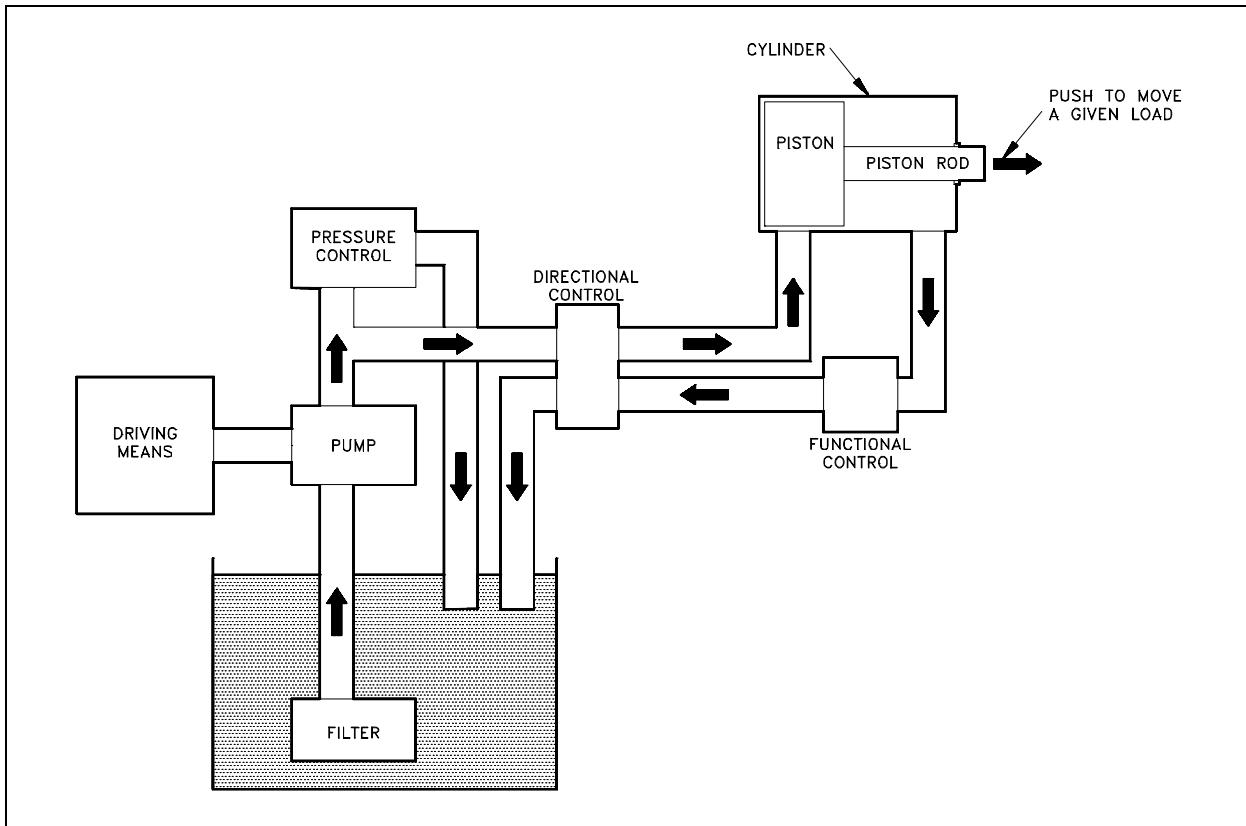 CYLINDER
PUSH TO MOVE
A GIVEN LOAD
PISTON
PISTON ROD
PRESSURE
CONTROL
DIRECTIONAL
CONTROL
DRIVING
MEANS
PUMP
FUNCTIONAL
CONTROL
FILTER